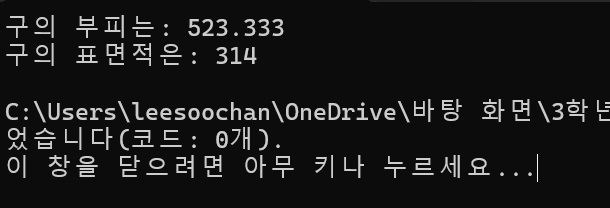 구의 부피는: 523.333
구의 표면적은: 314
C:\Users\leesoochan\OneDrive\바탕 화면\3학년
었습니다(코드: 0개).
이 창을 닫으려면 아무 키나 누르세요...